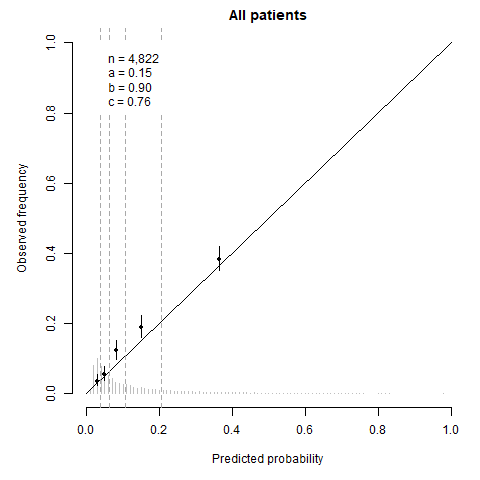 All patients
n = 4,822
a = 0.15
b = 0.90
c = 0.76
Observed frequency
1.0
0.8
0.6
0.4
0.2
0.0
0.0 0.2 0.4 0.6 0.8 1.0
Predicted probability